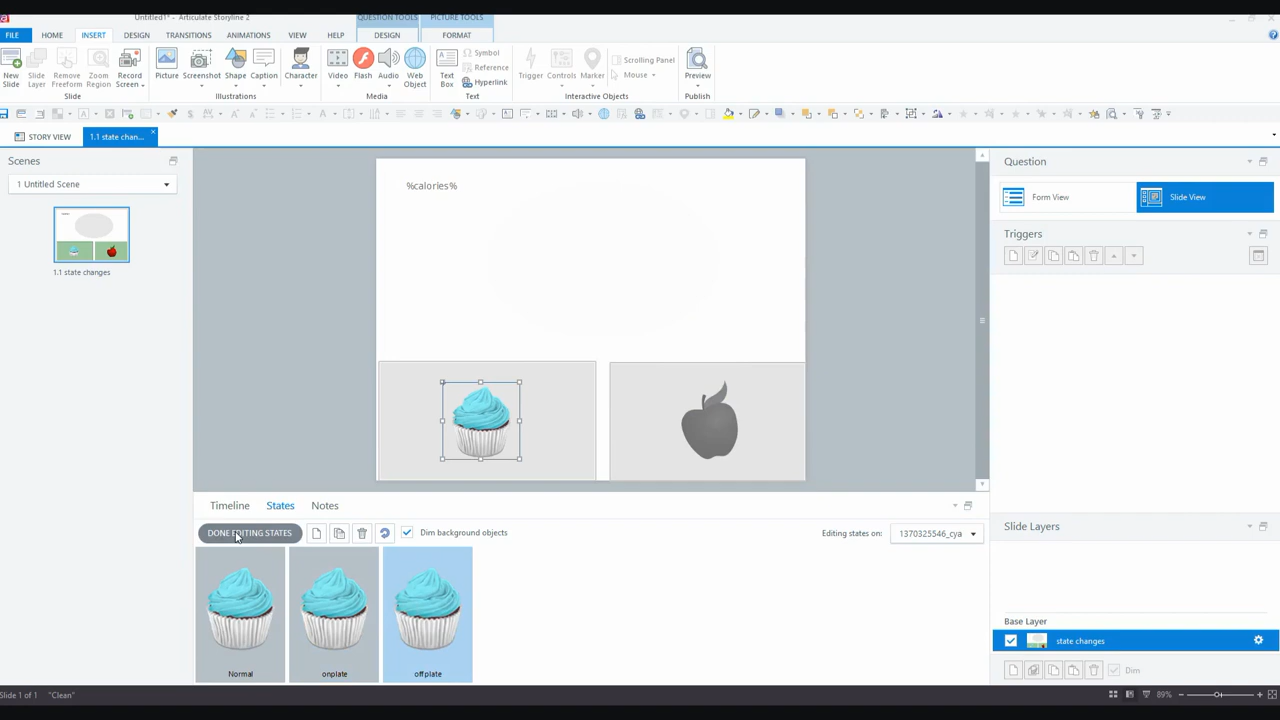 Untitled1* - Articulate Storyline 2
QUESTION TOOLS
PICTURE TOOLS
FILE HOME INSERT DESIGN TRANSITIONS ANIMATIONS VIEW HELP DESIGN FORMAT
New Slide
Slide Layer
Remove Freeform
Zoom Region
Record Screen
Picture
Screenshot
Shape
Caption
Character
Video
Flash
Audio
Web Object
Text Box
Symbol
Reference
Hyperlink
Trigger
Controls
Marker
Scrolling Panel
Mouse
Preview
Slide
Illustrations
Media
Text
Interactive Objects
Publish
STORY VIEW
1.1 state chan...
Scenes
1 Untitled Scene
1.1 state changes
%calories%
Question
Form View
Slide View
Triggers
Timeline States Notes
DONE EDITING STATES
Dim background objects
Editing states on: 1370325546_cya
Normal
onplate
offplate
Slide Layers
Base Layer
state changes
Dim
Slide 1 of 1 "Clean"
89%